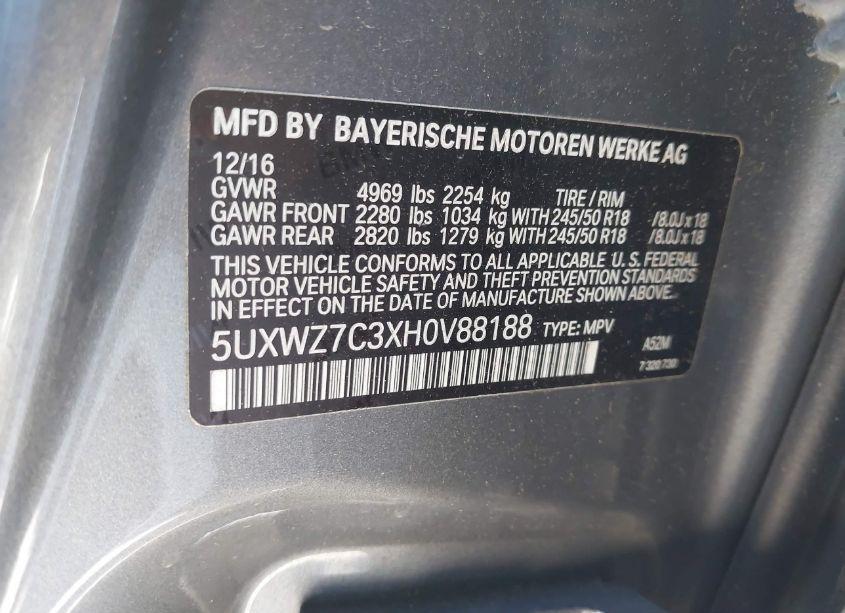 MFD BY BAYERISCHE MOTOREN WERKE AG
12/16
GVWR 4969 lbs 2254 kg TIRE / RIM
GAWR FRONT 2280 lbs 1034 kg WITH 245/50 R18 /8.0J x 18
GAWR REAR 2820 lbs 1279 kg WITH 245/50 R18 /8.0J x 18
THIS VEHICLE CONFORMS TO ALL APPLICABLE U.S. FEDERAL
MOTOR VEHICLE SAFETY AND THEFT PREVENTION STANDARDS
IN EFFECT ON THE DATE OF MANUFACTURE SHOWN ABOVE.
5UXWZ7C3XH0V88188 TYPE: MPV A52M
7 320 730